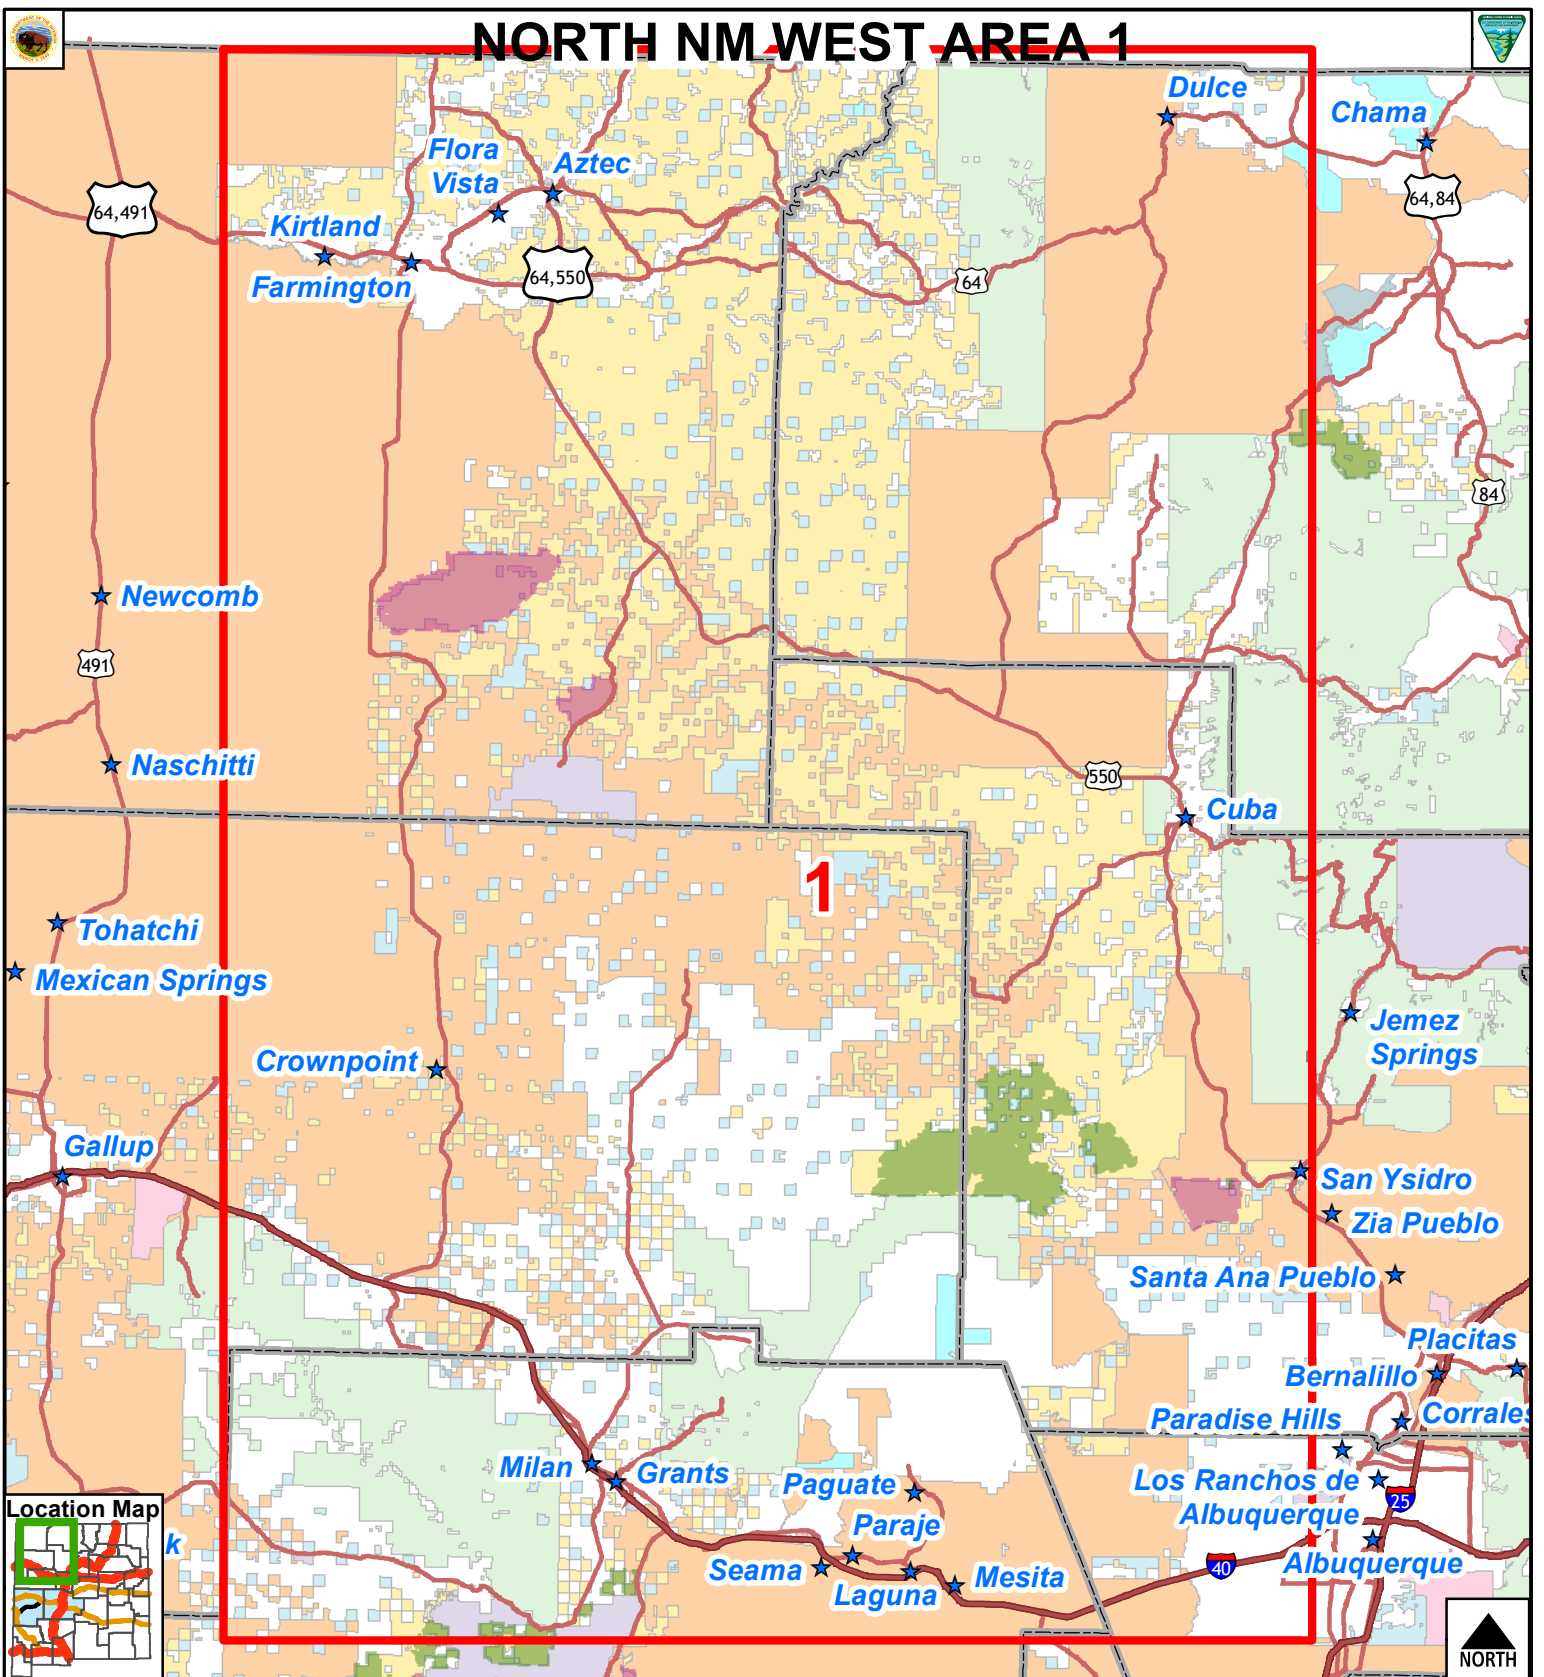 NORTH NM WEST AREA 1
Dulce
Chama
Flora
Vista
Aztec
64,491
64,84
Kirtland
Farmington
64,550
64
84
Newcomb
491
Naschitti
550
Cuba
1
Tohatchi
Mexican Springs
Jemez
Springs
Crownpoint
Gallup
San Ysidro
Zia Pueblo
Santa Ana Pueblo
Placitas
Bernalillo
Paradise Hills
Corrales
Milan
Grants
Paguate
Los Ranchos de
Albuquerque
25
Location Map
k
Paraje
Seama
Laguna
Mesita
40
Albuquerque
NORTH